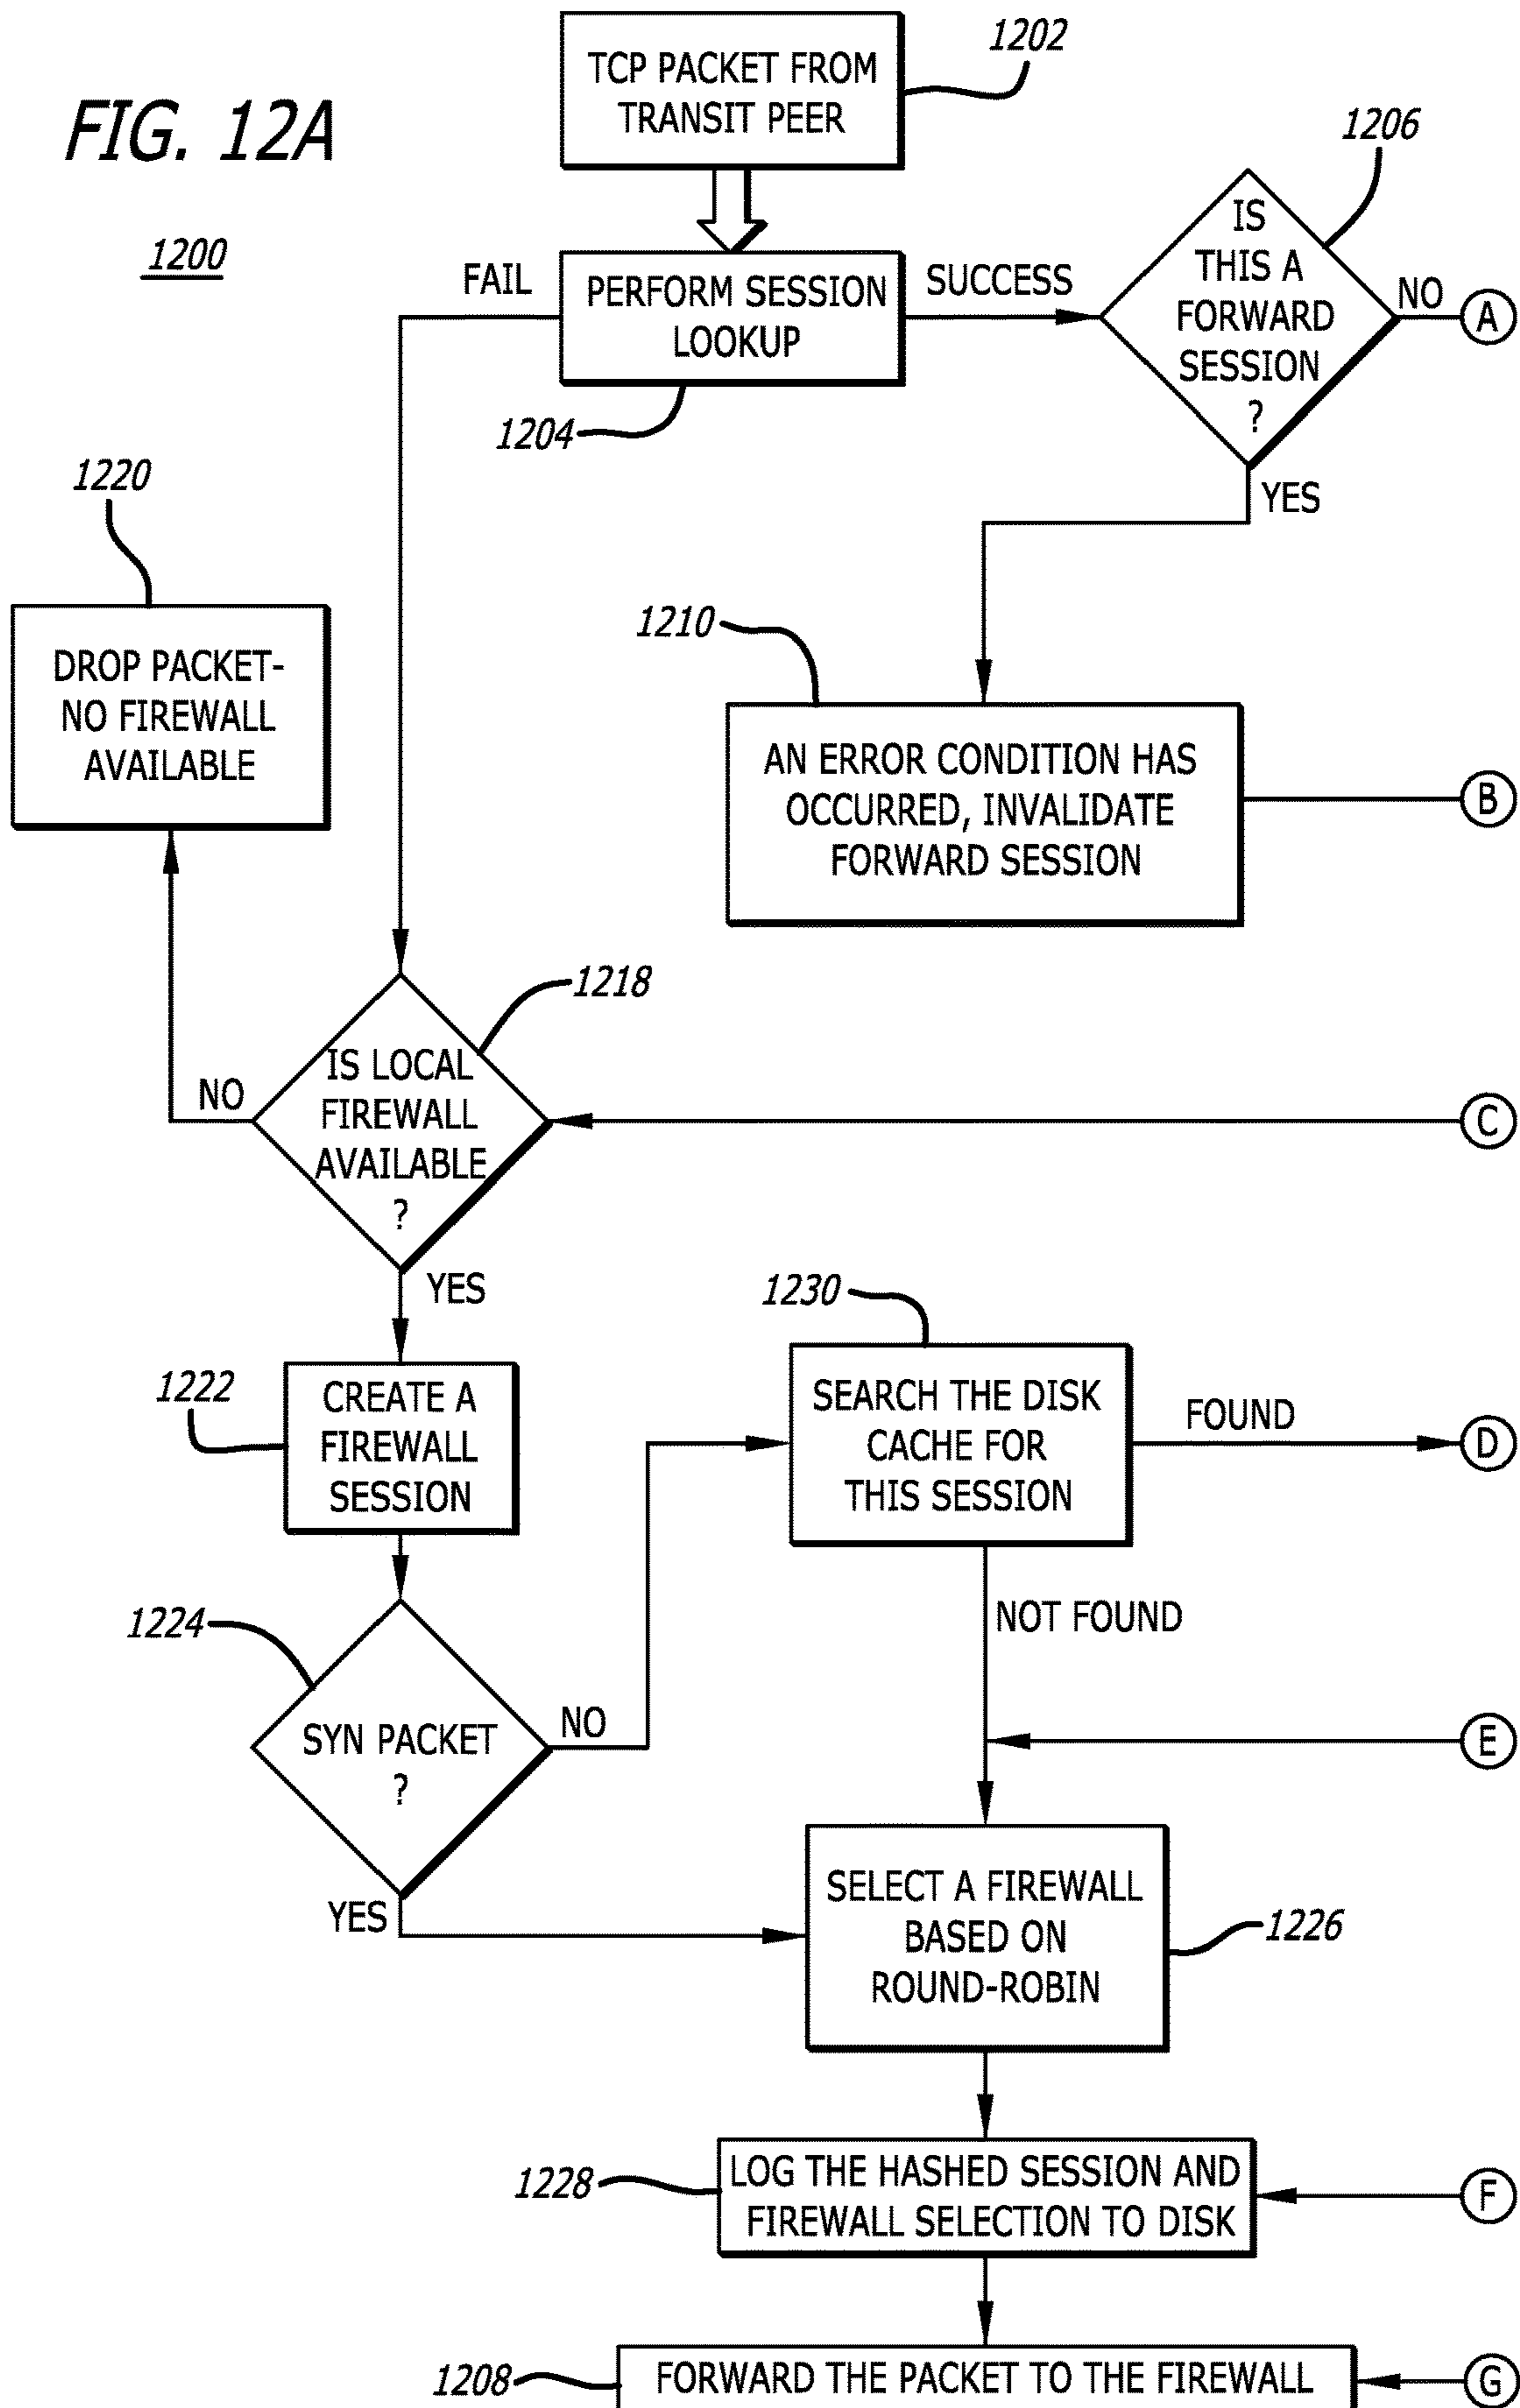 FIG. 12A
1200
TCP PACKET FROM
TRANSIT PEER
1202
PERFORM SESSION
LOOKUP
1204
FAIL
SUCCESS
IS
THIS A
FORWARD
SESSION
?
1206
NO
A
YES
1220
DROP PACKET-
NO FIREWALL
AVAILABLE
1210
AN ERROR CONDITION HAS
OCCURRED, INVALIDATE
FORWARD SESSION
B
1218
IS LOCAL
FIREWALL
AVAILABLE
?
NO
C
YES
1222
CREATE A
FIREWALL
SESSION
1230
SEARCH THE DISK
CACHE FOR
THIS SESSION
FOUND
D
NOT FOUND
1224
SYN PACKET
?
NO
E
YES
SELECT A FIREWALL
BASED ON
ROUND-ROBIN
1226
1228
LOG THE HASHED SESSION AND
FIREWALL SELECTION TO DISK
F
1208
FORWARD THE PACKET TO THE FIREWALL
G